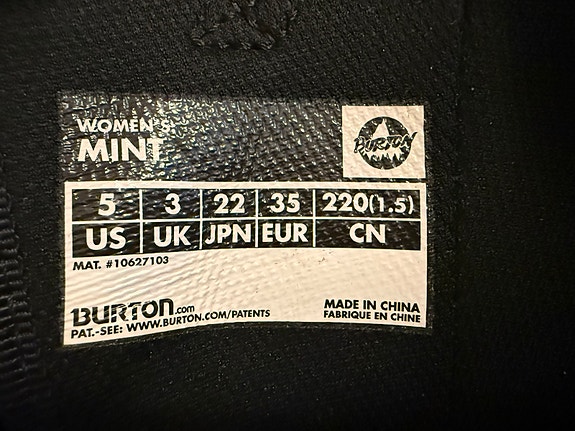 WOMEN'S
MINT
BURTON
5 3 22 35 220(1.5)
US UK JPN EUR CN
MAT. #10627103
BURTON.com
PAT.-SEE: WWW.BURTON.COM/PATENTS
MADE IN CHINA
FABRIQUE EN CHINE